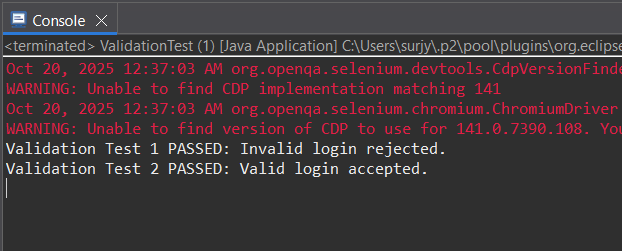 Console
<terminated> ValidationTest (1) [Java Application] C:\Users\surjy\.p2\pool\plugins\org.eclipse
Oct 20, 2025 12:37:03 AM org.openqa.selenium.devtools.CdpVersionFinde
WARNING: Unable to find CDP implementation matching 141
Oct 20, 2025 12:37:03 AM org.openqa.selenium.chromium.ChromiumDriver
WARNING: Unable to find version of CDP to use for 141.0.7390.108. You
Validation Test 1 PASSED: Invalid login rejected.
Validation Test 2 PASSED: Valid login accepted.